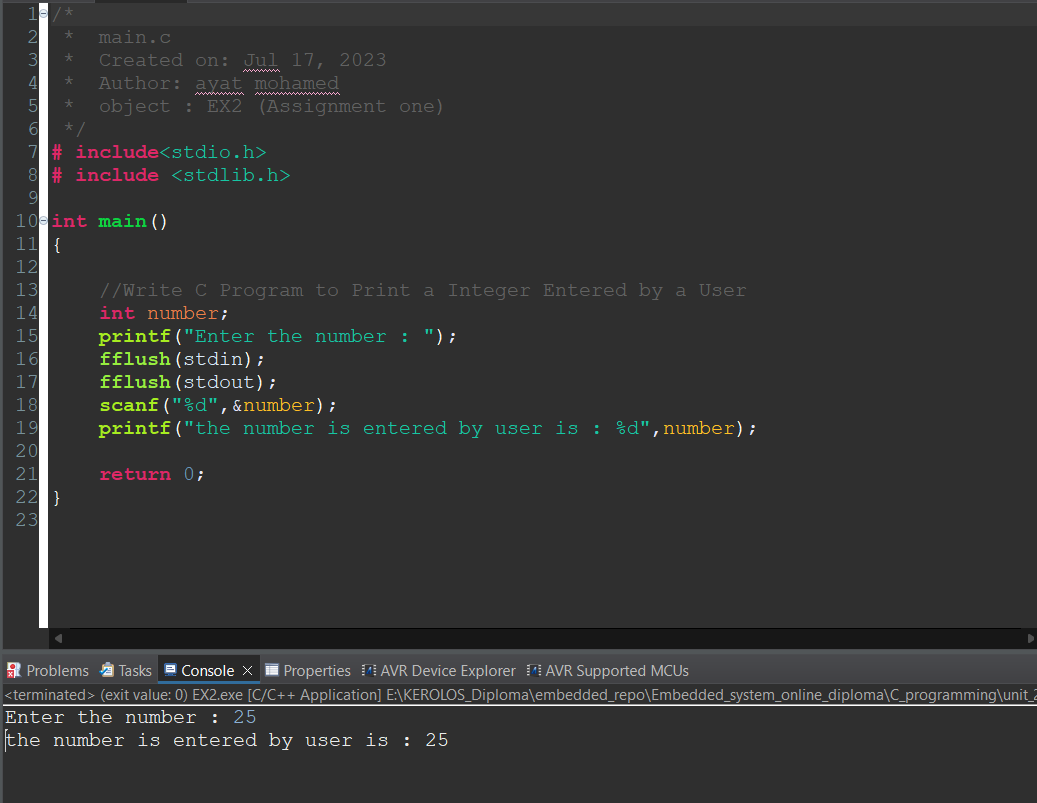 1 /*
2  *  main.c
3  *  Created on: Jul 17, 2023
4  *  Author: ayat mohamed
5  *  object : EX2 (Assignment one)
6  */
7 # include<stdio.h>
8 # include <stdlib.h>
9
10 int main()
11 {
12
13     //Write C Program to Print a Integer Entered by a User
14     int number;
15     printf("Enter the number : ");
16     fflush(stdin);
17     fflush(stdout);
18     scanf("%d",&number);
19     printf("the number is entered by user is : %d",number);
20
21     return 0;
22 }
23
Problems Tasks Console Properties AVR Device Explorer AVR Supported MCUs
<terminated> (exit value: 0) EX2.exe [C/C++ Application] E:\KEROLOS_Diploma\embedded_repo\Embedded_system_online_diploma\C_programming\unit_2
Enter the number : 25
the number is entered by user is : 25